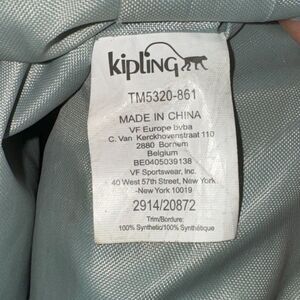 kipling
TM5320-861
MADE IN CHINA
VF Europe bvba
C. Van Kerckhovenstraat 110
2880 Bornem
Belgium
BE0405039138
VF Sportswear, Inc.
40 West 57th Street, New York
-New York 10019
2914/20872
Trim/Bordure:
100% Synthetic/100% Synthétique